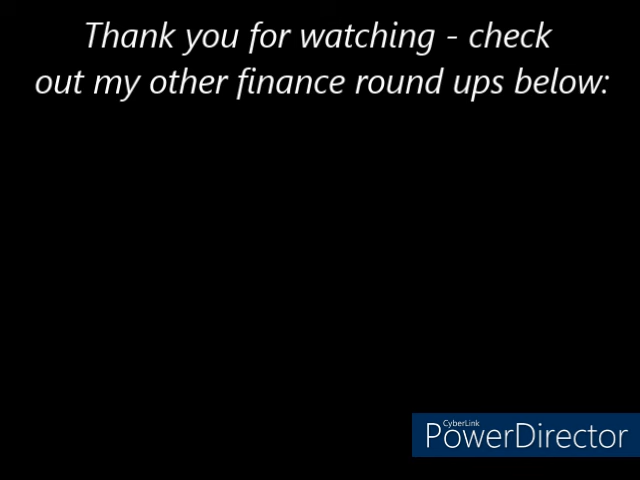 Thank you for watching - check
out my other finance round ups below:
CyberLink
PowerDirector